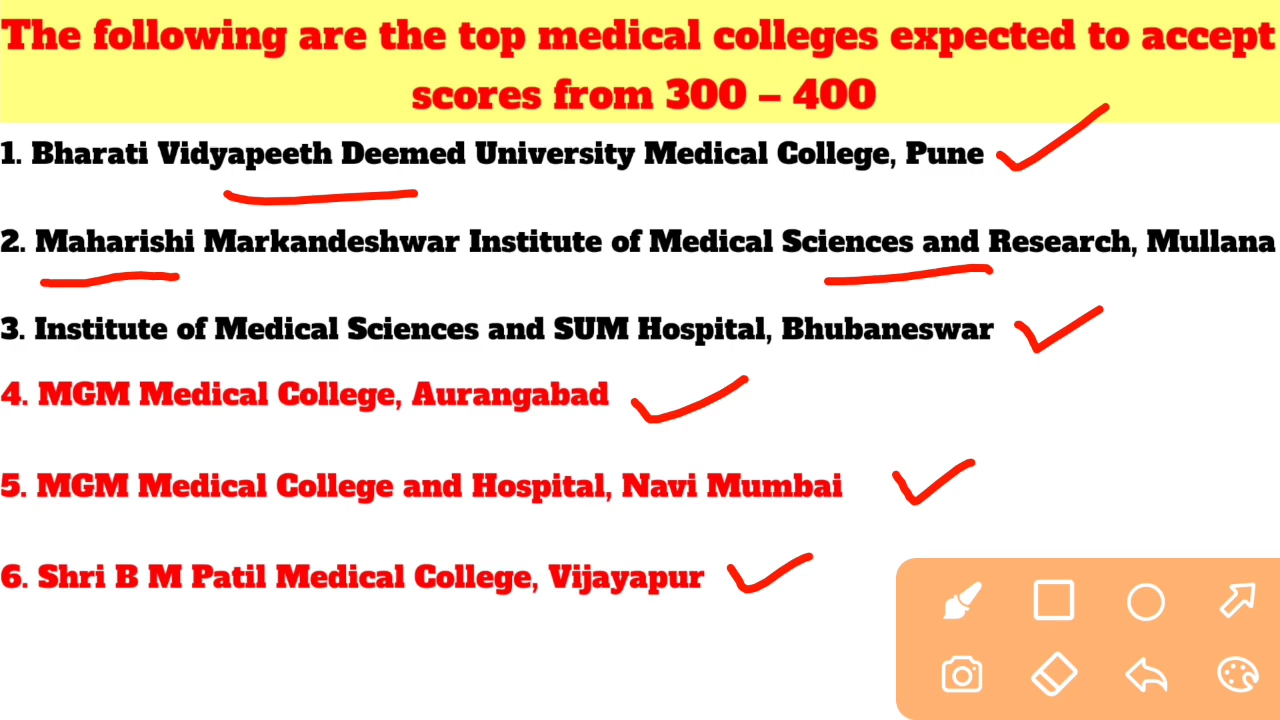 The following are the top medical colleges expected to accept
scores from 300 – 400
1. Bharati Vidyapeeth Deemed University Medical College, Pune
2. Maharishi Markandeshwar Institute of Medical Sciences and Research, Mullana
3. Institute of Medical Sciences and SUM Hospital, Bhubaneswar
4. MGM Medical College, Aurangabad
5. MGM Medical College and Hospital, Navi Mumbai
6. Shri B M Patil Medical College, Vijayapur